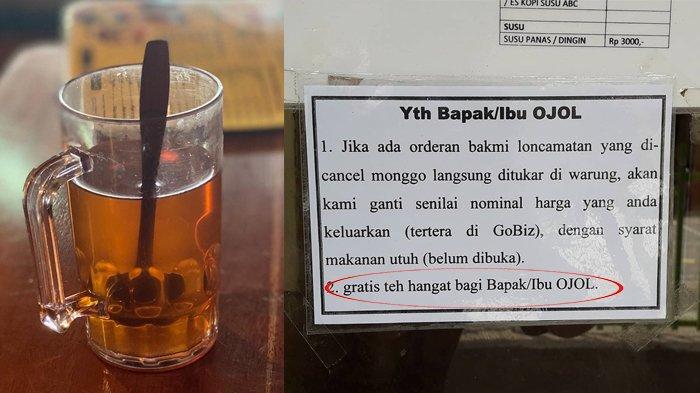 / ES KOPI SUSU ABC
SUSU
SUSU PANAS / DINGIN Rp 3000,-
Yth Bapak/Ibu OJOL
1. Jika ada orderan bakmi loncamatan yang di-
cancel monggo langsung ditukar di warung, akan
kami ganti senilai nominal harga yang anda
keluarkan (tertera di GoBiz), dengan syarat
makanan utuh (belum dibuka).
2. gratis teh hangat bagi Bapak/Ibu OJOL.